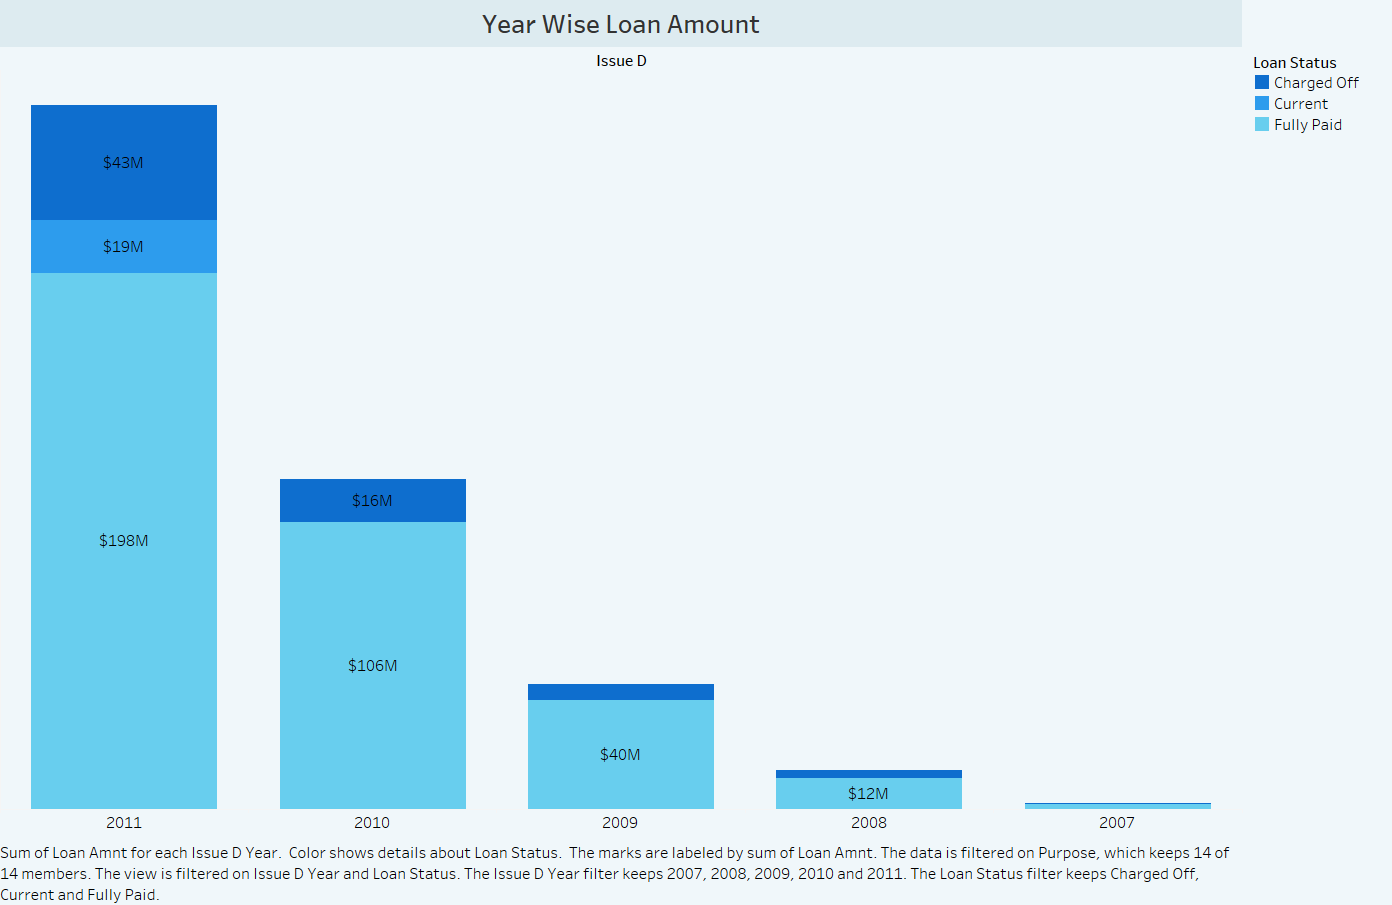 Year Wise Loan Amount
Issue D
Loan Status
Charged Off
Current
Fully Paid
$43M
$19M
$198M
$16M
$106M
$40M
$12M
2011
2010
2009
2008
2007
Sum of Loan Amnt for each Issue D Year.  Color shows details about Loan Status.  The marks are labeled by sum of Loan Amnt. The data is filtered on Purpose, which keeps 14 of
14 members. The view is filtered on Issue D Year and Loan Status. The Issue D Year filter keeps 2007, 2008, 2009, 2010 and 2011. The Loan Status filter keeps Charged Off,
Current and Fully Paid.